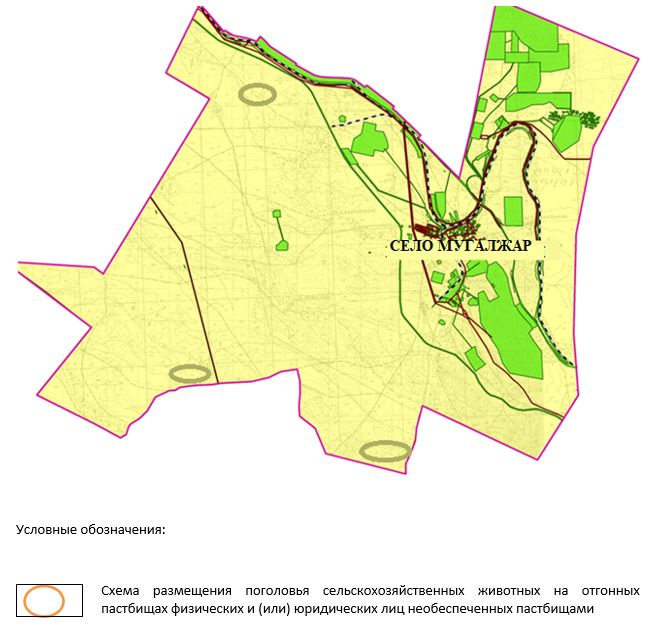 СЕЛО МУГАЛЖАР
Условные обозначения:
Схема размещения поголовья сельскохозяйственных животных на отгонных
пастбищах физических и (или) юридических лиц необеспеченных пастбищами